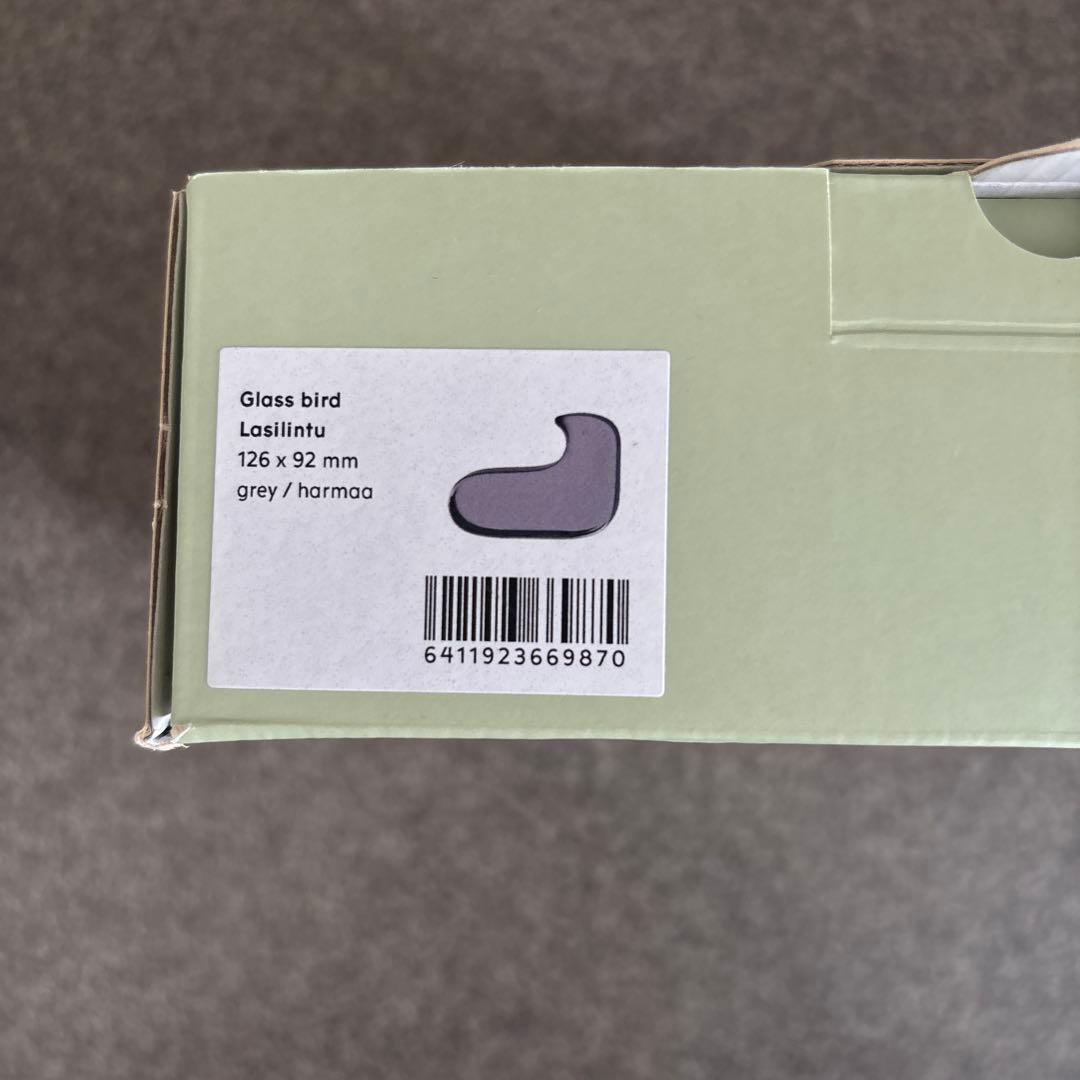 Glass bird
Lasilintu
126 x 92 mm
grey / harmaa
6411923669870